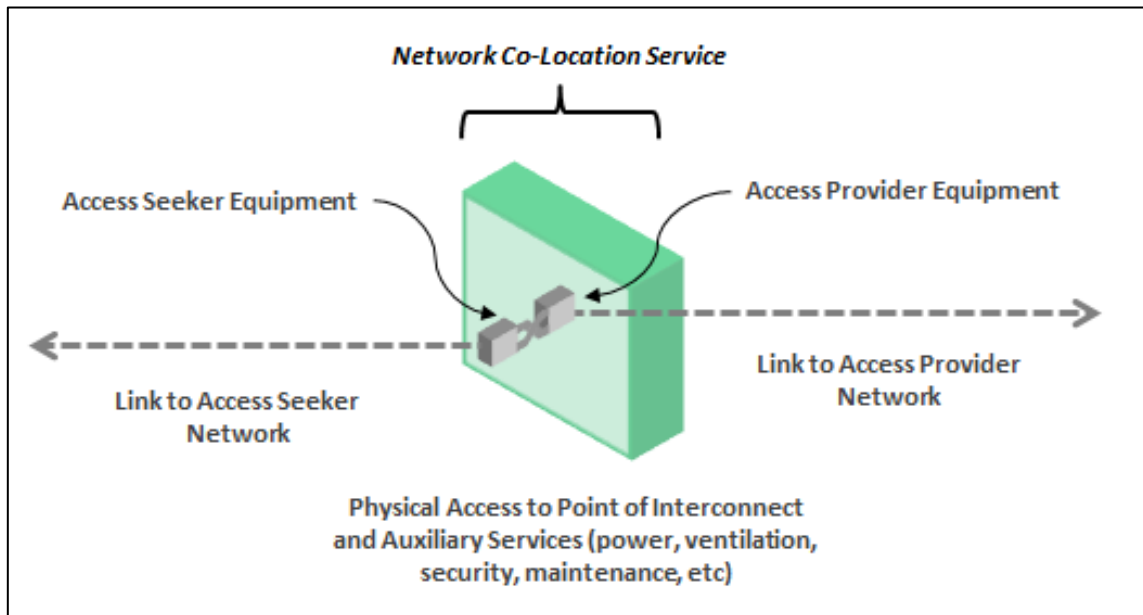 Network Co-Location Service
Access Seeker Equipment
Access Provider Equipment
Link to Access Seeker
Network
Link to Access Provider
Network
Physical Access to Point of Interconnect
and Auxiliary Services (power, ventilation,
security, maintenance, etc)